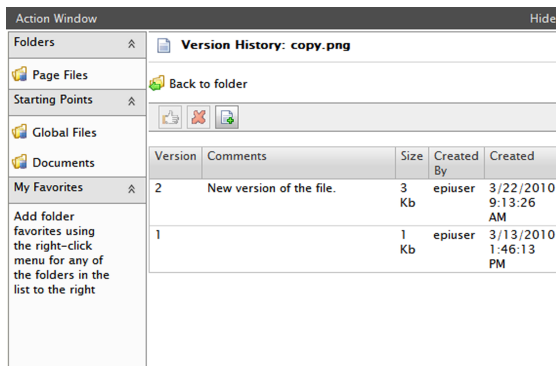 Action Window
Hide
Folders
Page Files
Starting Points
Global Files
Documents
My Favorites
Add folder
favorites using
the right-click
menu for any of
the folders in the
list to the right
Version History: copy.png
Back to folder
Version Comments Size Created By Created
2 New version of the file. 3 Kb epiuser 3/22/2010 9:13:26 AM
1 1 Kb epiuser 3/13/2010 1:46:13 PM